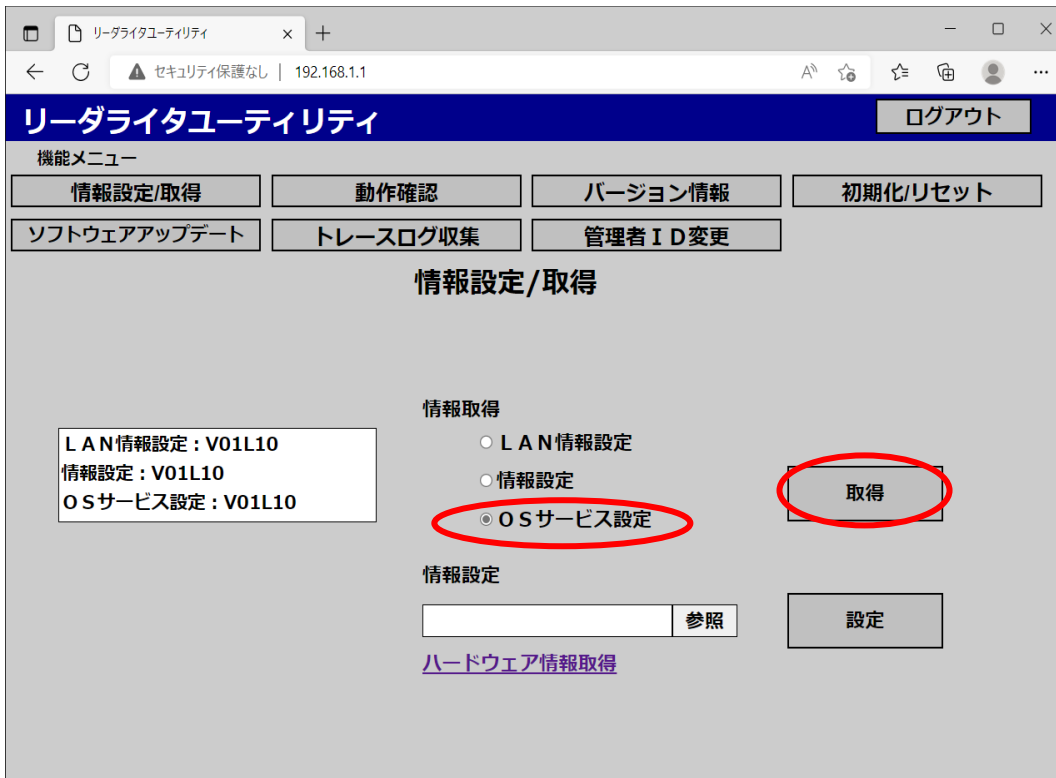 リーダライタユーティリティ
セキュリティ保護なし | 192.168.1.1
リーダライタユーティリティ
ログアウト
機能メニュー
情報設定/取得 動作確認 バージョン情報 初期化/リセット
ソフトウェアアップデート トレースログ収集 管理者ＩＤ変更
情報設定/取得
情報取得
ＬＡＮ情報設定：V01L10
情報設定：V01L10
ＯＳサービス設定：V01L10
ＬＡＮ情報設定
情報設定
ＯＳサービス設定
取得
情報設定
参照
設定
ハードウェア情報取得